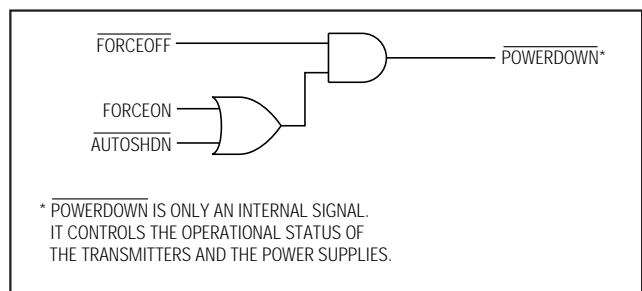 FORCEOFF
POWERDOWN*
FORCEON
AUTOSHDN
* POWERDOWN IS ONLY AN INTERNAL SIGNAL.
IT CONTROLS THE OPERATIONAL STATUS OF
THE TRANSMITTERS AND THE POWER SUPPLIES.